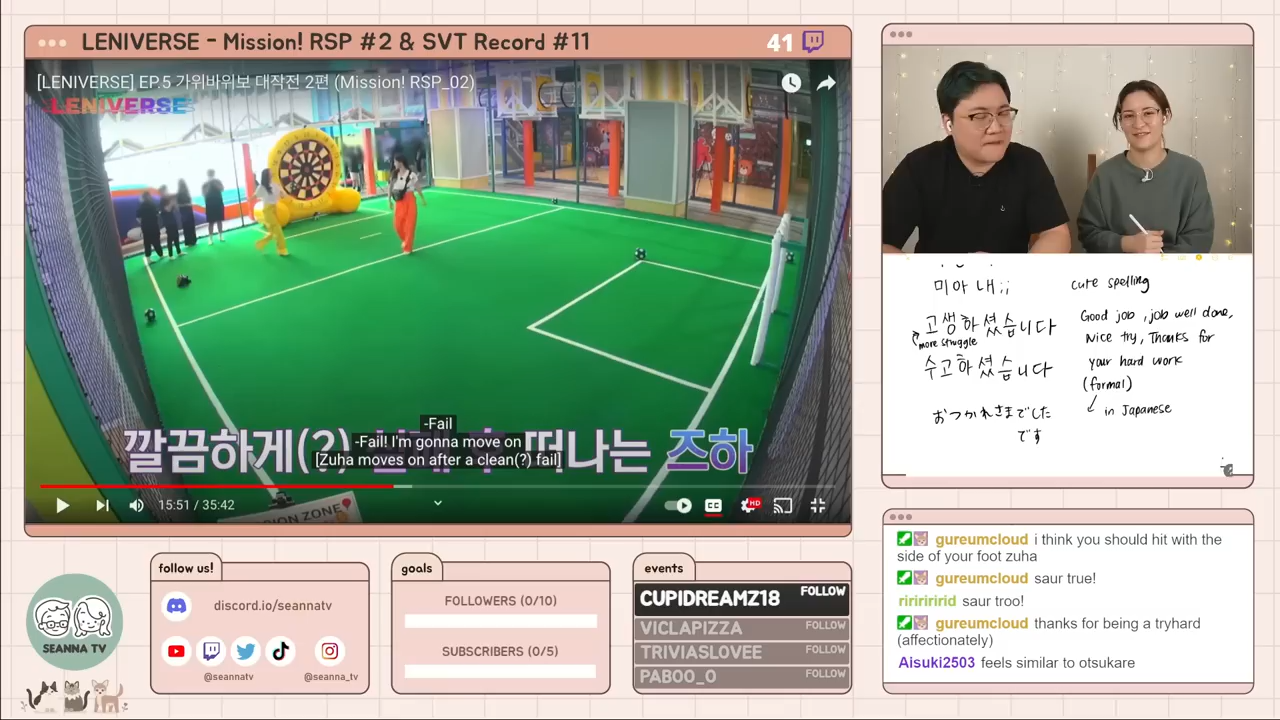 LENIVERSE - Mission! RSP #2 & SVT Record #11
41
[LENIVERSE] EP.5 가위바위보 대작전 2편 (Mission! RSP_02)
LENIVERSE
-Fail
-Fail! I'm gonna move on
[Zuha moves on after a clean(?) fail]
깔끔하게(?)
떠나는 즈하
15:51 / 35:42
CC
HD
ZONE
미아 내;;
cute spelling
고생하셨습니다
more struggle
수고하셨습니다
Good job, job well done,
Nice try, Thanks for
your hard work
(formal)
in Japanese
おつかれさまでした
です
gureumcloud i think you should hit with the
side of your foot zuha
gureumcloud saur true!
riririririd saur troo!
gureumcloud thanks for being a tryhard
(affectionately)
Aisuki2503 feels similar to otsukare
SEANNA TV
follow us!
discord.io/seannatv
@seannatv
@seanna_tv
goals
FOLLOWERS (0/10)
SUBSCRIBERS (0/5)
events
CUPIDREAMZ18 FOLLOW
VICLAPIZZA FOLLOW
TRIVIASLOVEE FOLLOW
PABO0_0 FOLLOW